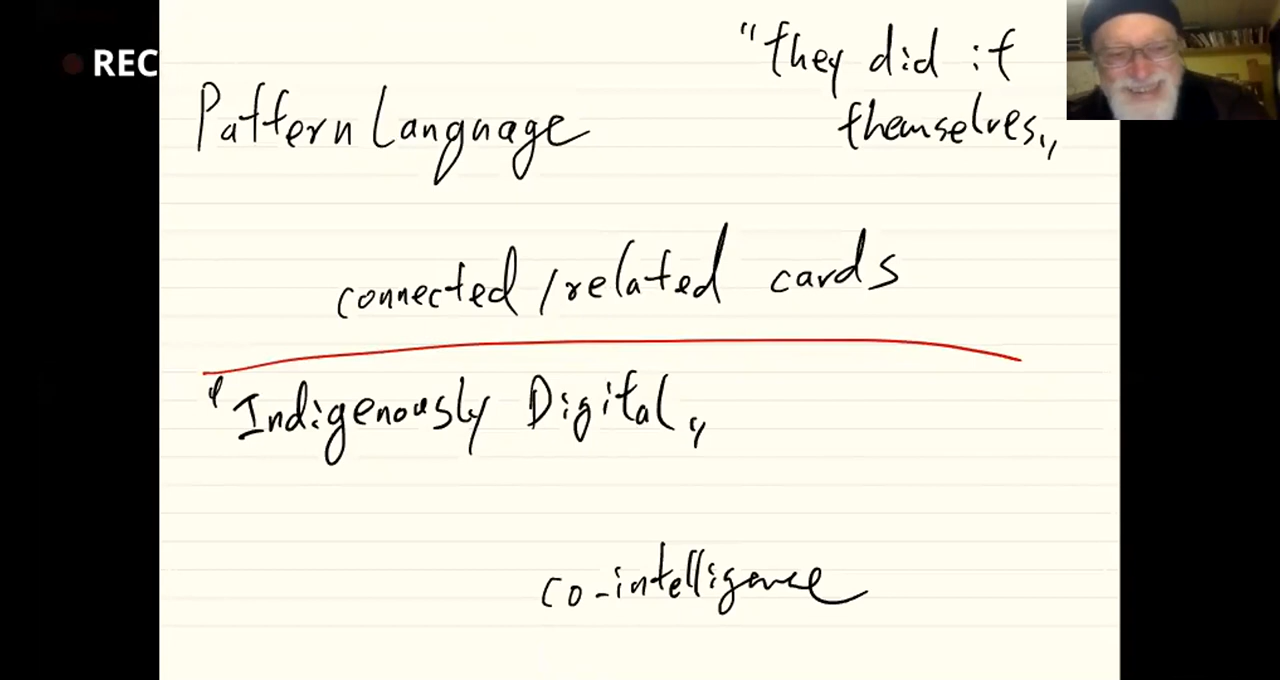 REC
"they did it
themselves„
Pattern Language
connected/related cards
"Indigenously Digital„
co-intelligence